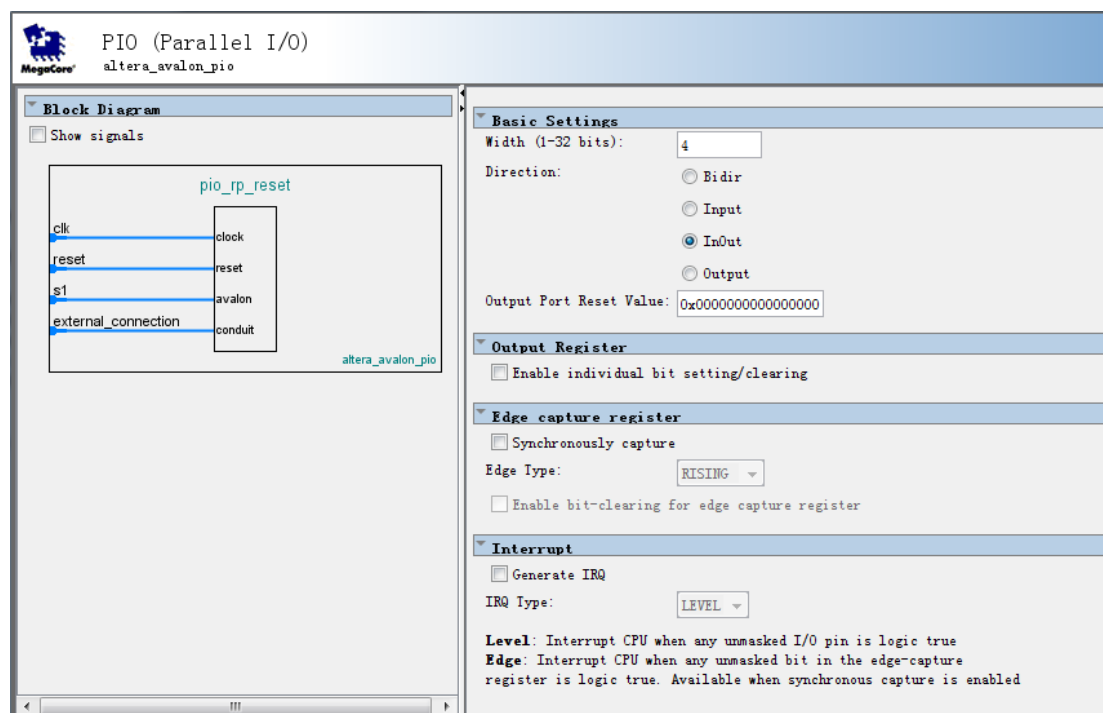 PIO (Parallel I/O)
altera_avalon_pio
MegaCore®
Block Diagram
Show signals
pio_rp_reset
clk
clock
reset
reset
s1
avalon
external_connection
conduit
altera_avalon_pio
Basic Settings
Width (1-32 bits):
4
Direction:
Bidir
Input
InOut
Output
Output Port Reset Value:
0x0000000000000000
Output Register
Enable individual bit setting/clearing
Edge capture register
Synchronously capture
Edge Type:
RISING
Enable bit-clearing for edge capture register
Interrupt
Generate IRQ
IRQ Type:
LEVEL
Level: Interrupt CPU when any unmasked I/O pin is logic true
Edge: Interrupt CPU when any unmasked bit in the edge-capture
register is logic true. Available when synchronous capture is enabled